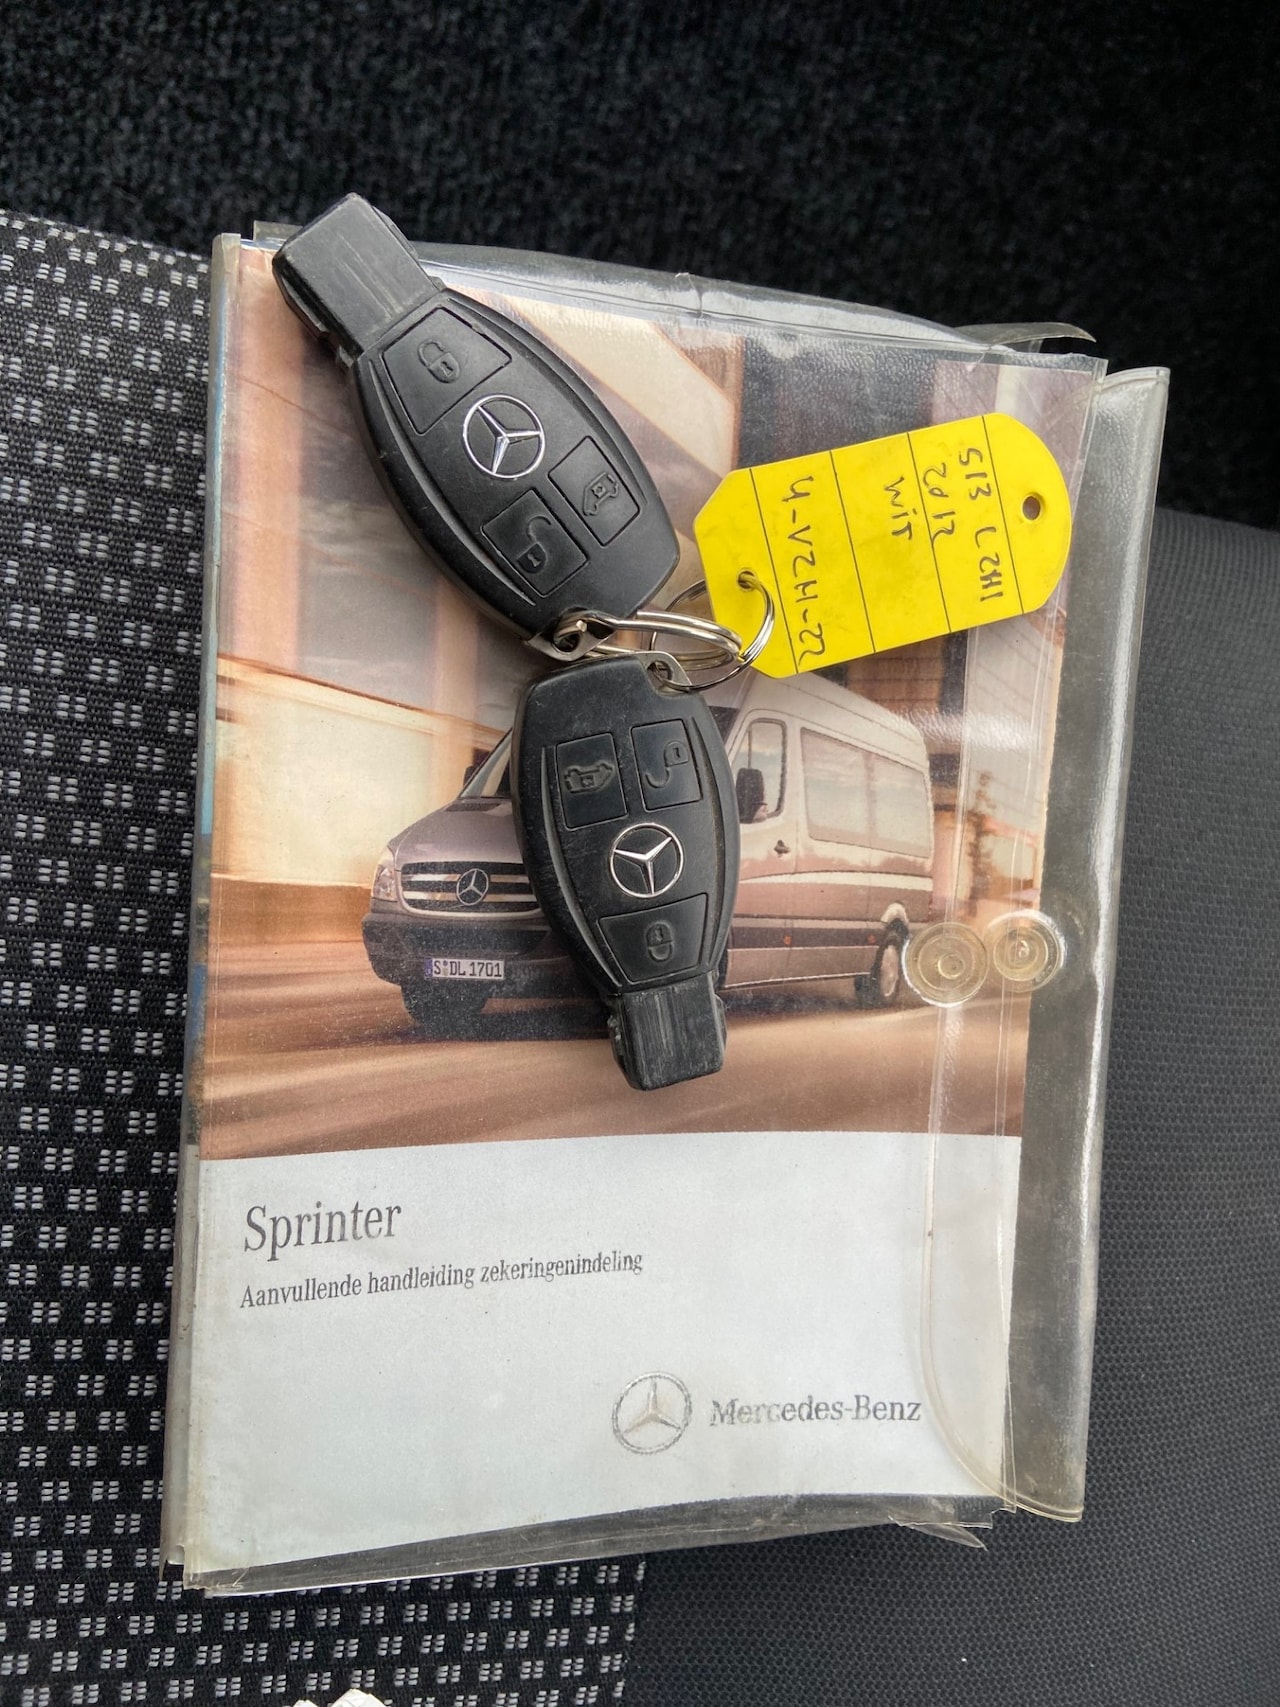 513 L2H1
2012
Wit
4-VZH-22
S DL 1701
Sprinter
Aanvullende handleiding zekeringenindeling
Mercedes-Benz